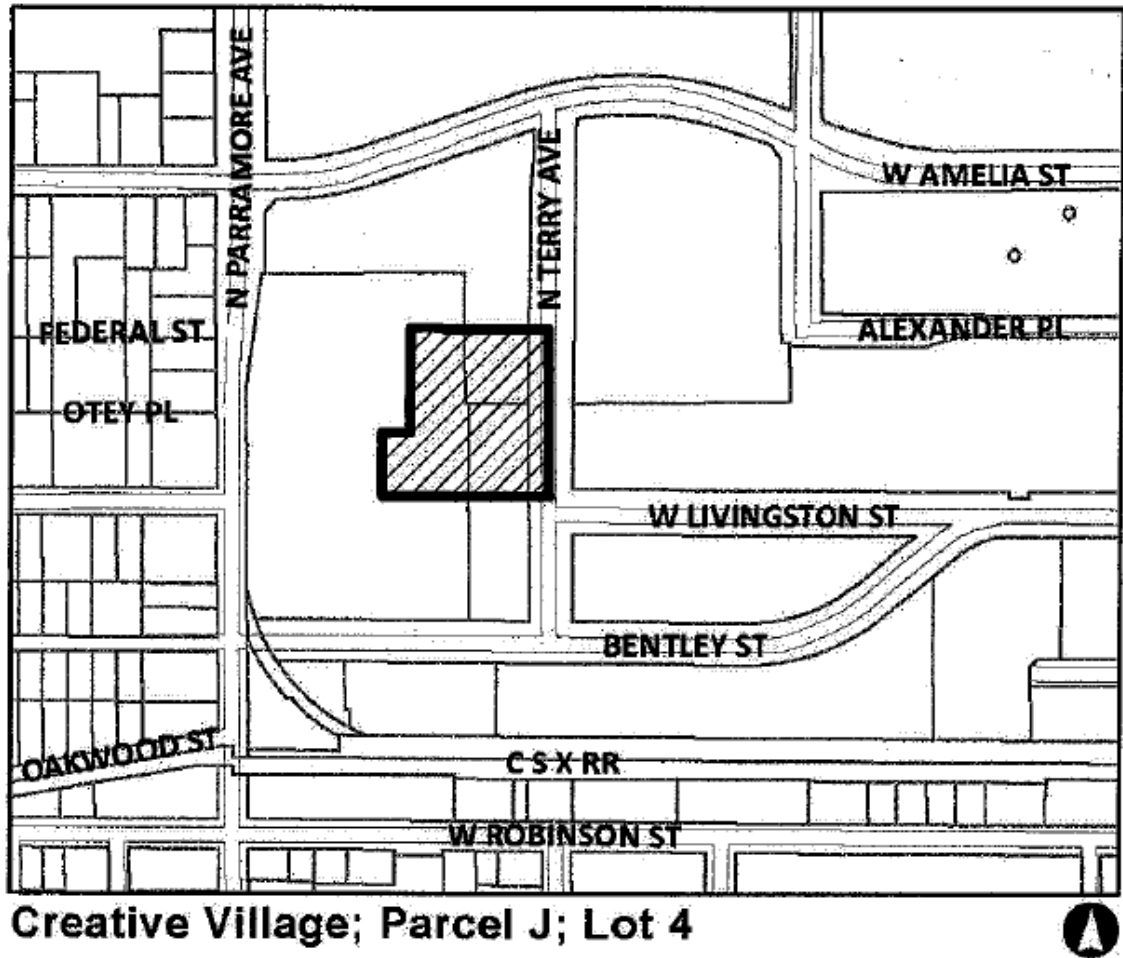 N PARRAMORE AVE
N TERRY AVE
W AMELIA ST
FEDERAL ST
ALEXANDER PL
OTEY PL
W LIVINGSTON ST
BENTLEY ST
OAKWOOD ST
C S X RR
W ROBINSON ST
Creative Village; Parcel J; Lot 4